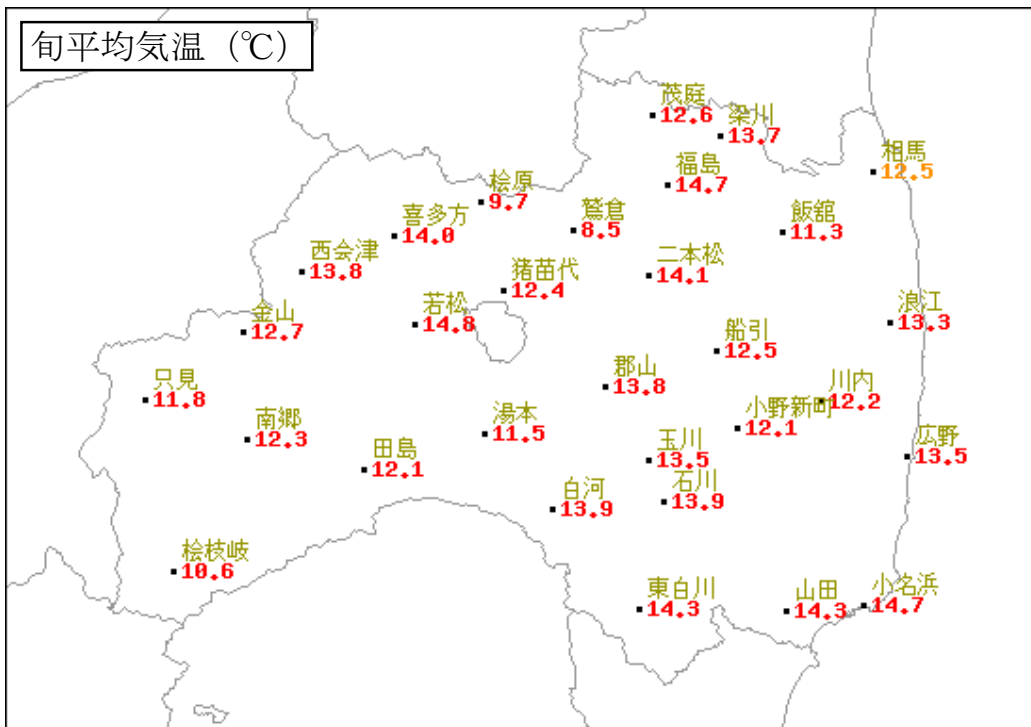 旬平均気温（℃）
茂庭
12.6
梁川
13.7
相馬
12.5
福島
14.7
桧原
9.7
鷲倉
8.5
飯舘
11.3
喜多方
14.0
西会津
13.8
猪苗代
12.4
二本松
14.1
金山
12.7
若松
14.8
浪江
13.3
船引
12.5
郡山
13.8
只見
11.8
川内
12.2
小野新町
12.1
南郷
12.3
湯本
11.5
田島
12.1
玉川
13.5
広野
13.5
白河
13.9
石川
13.9
桧枝岐
10.6
東白川
14.3
山田
14.3
小名浜
14.7